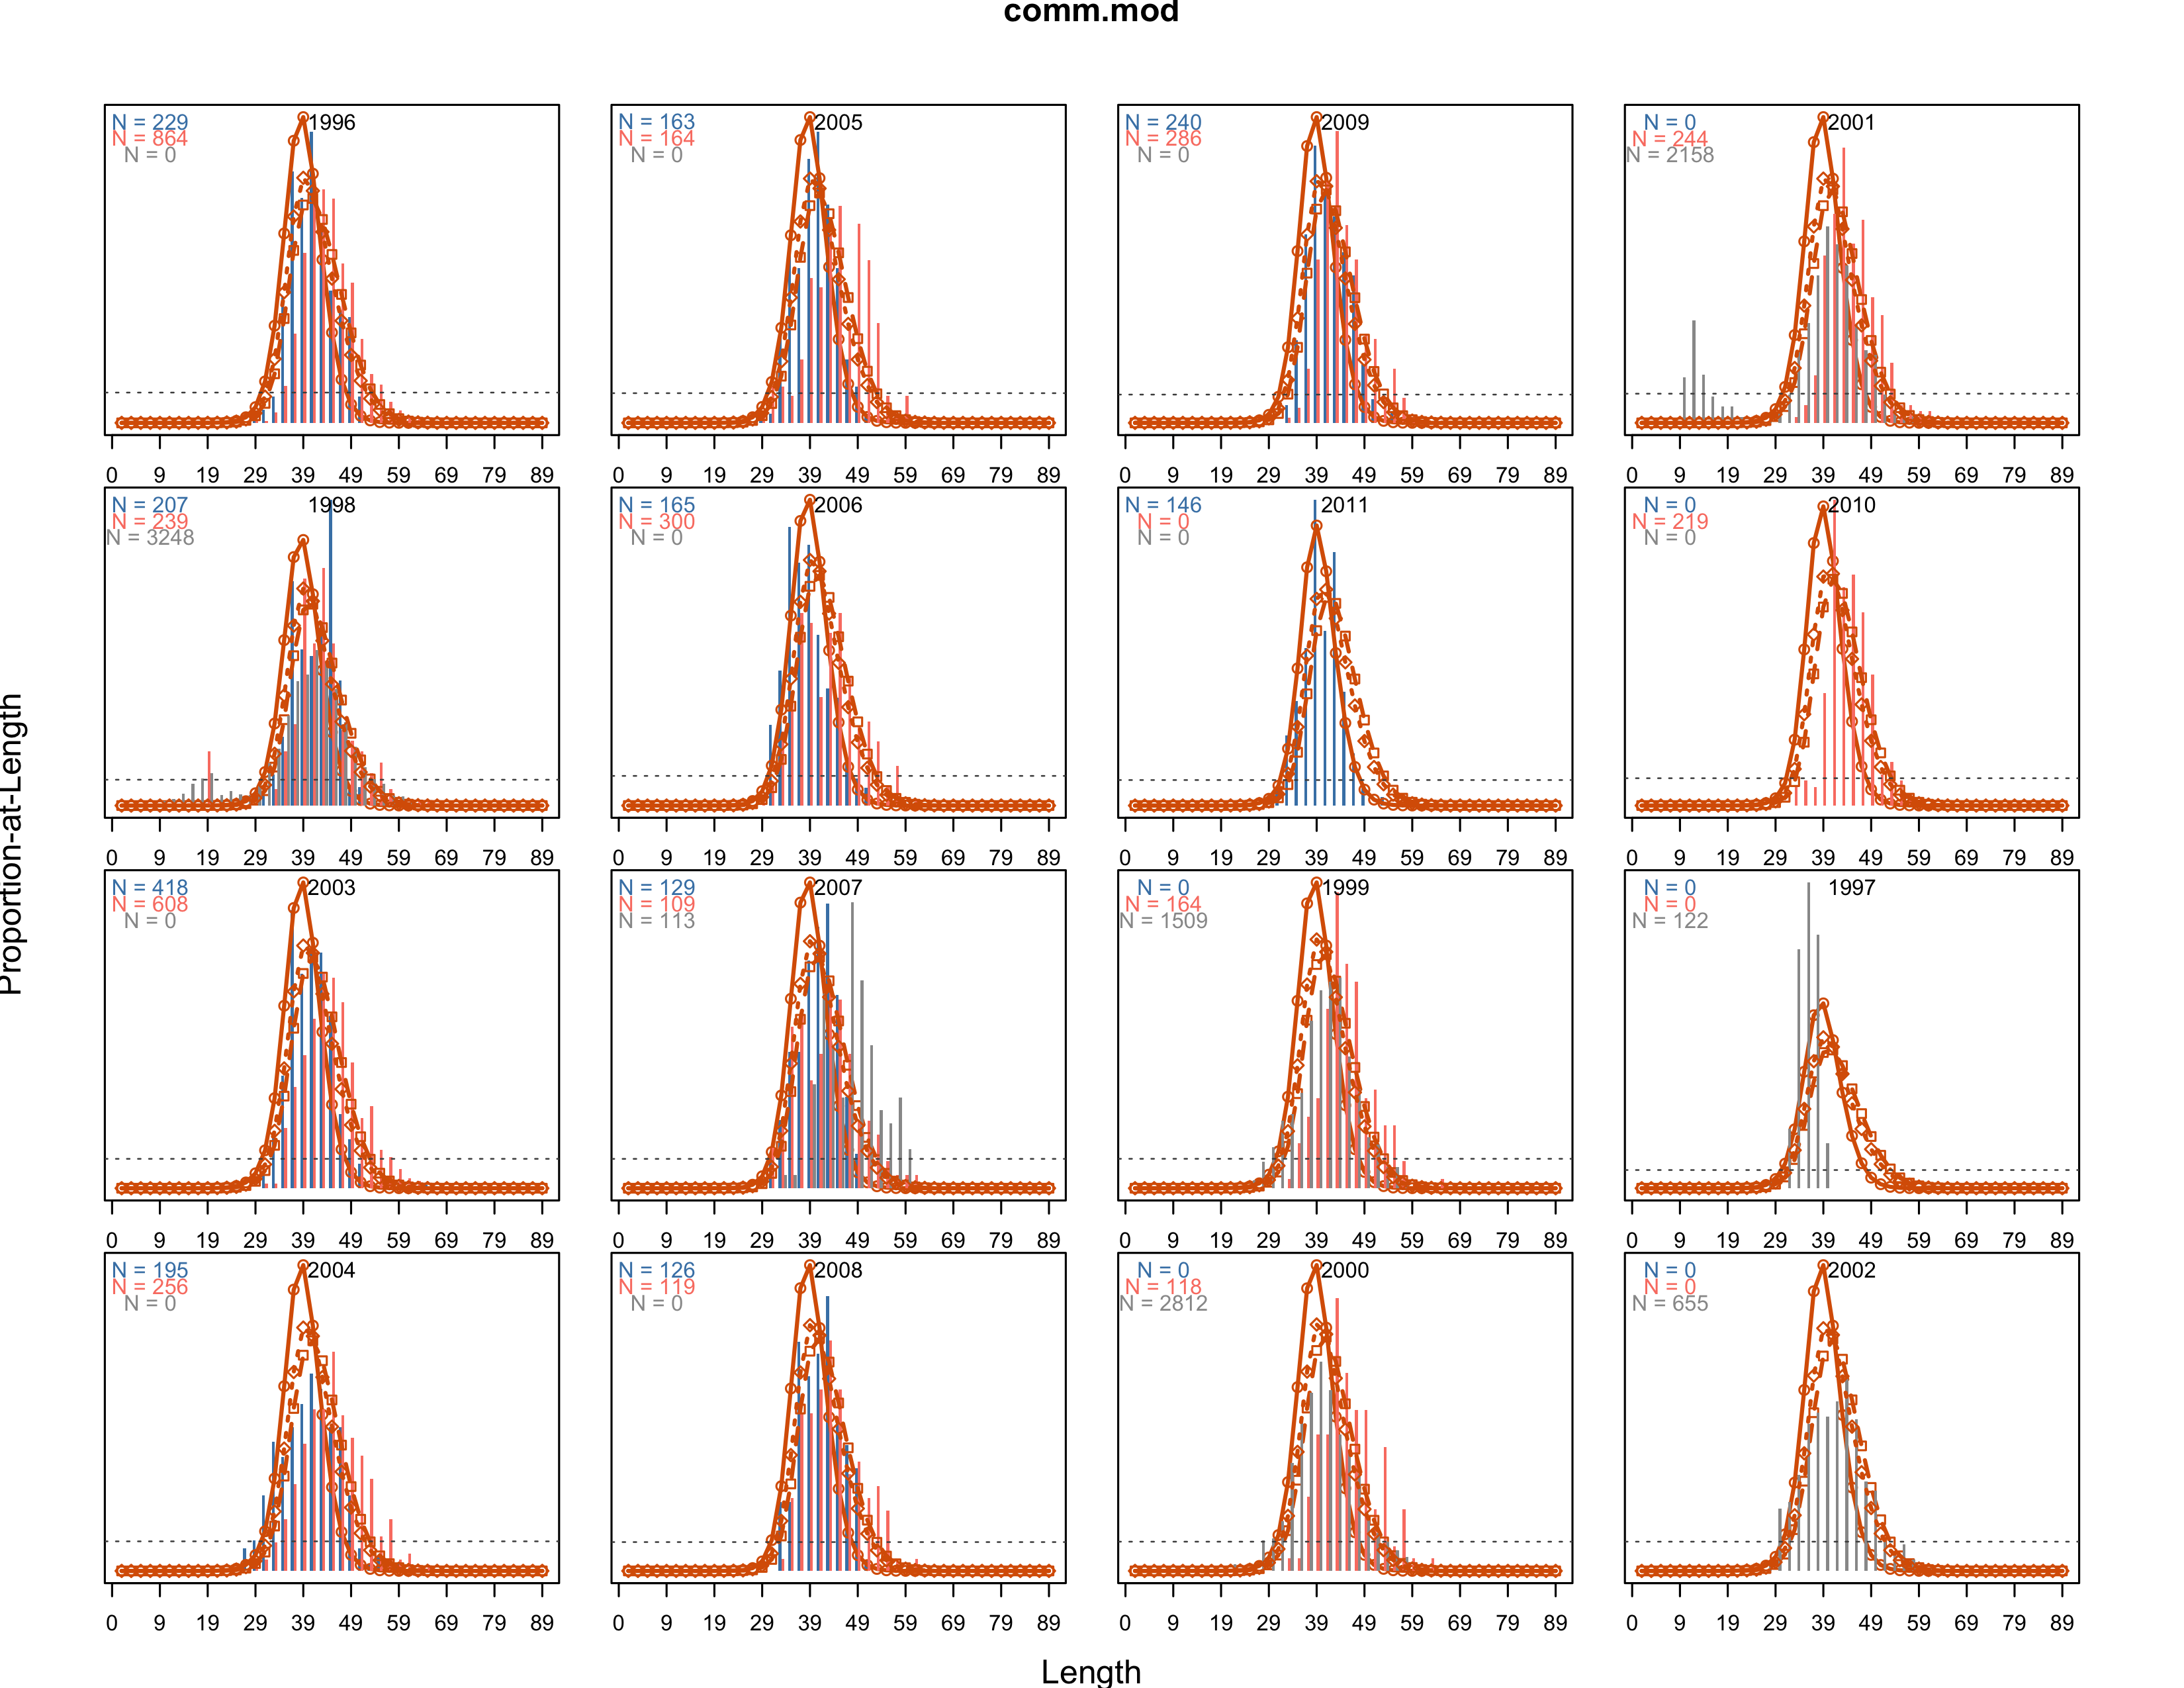 comm.mod
N = 229
1996
N = 864
N = 0
0 9 19 29 39 49 59 69 79 89
N = 163
2005
N = 164
N = 0
0 9 19 29 39 49 59 69 79 89
N = 240
2009
N = 286
N = 0
0 9 19 29 39 49 59 69 79 89
N = 0
2001
N = 244
N = 2158
0 9 19 29 39 49 59 69 79 89
N = 207
1998
N = 239
N = 3248
0 9 19 29 39 49 59 69 79 89
N = 165
2006
N = 300
N = 0
0 9 19 29 39 49 59 69 79 89
N = 146
2011
N = 0
N = 0
0 9 19 29 39 49 59 69 79 89
N = 0
2010
N = 219
N = 0
0 9 19 29 39 49 59 69 79 89
N = 418
2003
N = 608
N = 0
0 9 19 29 39 49 59 69 79 89
N = 129
2007
N = 109
N = 113
0 9 19 29 39 49 59 69 79 89
N = 0
1999
N = 164
N = 1509
0 9 19 29 39 49 59 69 79 89
N = 0
1997
N = 0
N = 122
0 9 19 29 39 49 59 69 79 89
N = 195
2004
N = 256
N = 0
0 9 19 29 39 49 59 69 79 89
N = 126
2008
N = 119
N = 0
0 9 19 29 39 49 59 69 79 89
N = 0
2000
N = 118
N = 2812
0 9 19 29 39 49 59 69 79 89
N = 0
2002
N = 0
N = 655
0 9 19 29 39 49 59 69 79 89
Proportion-at-Length
Length